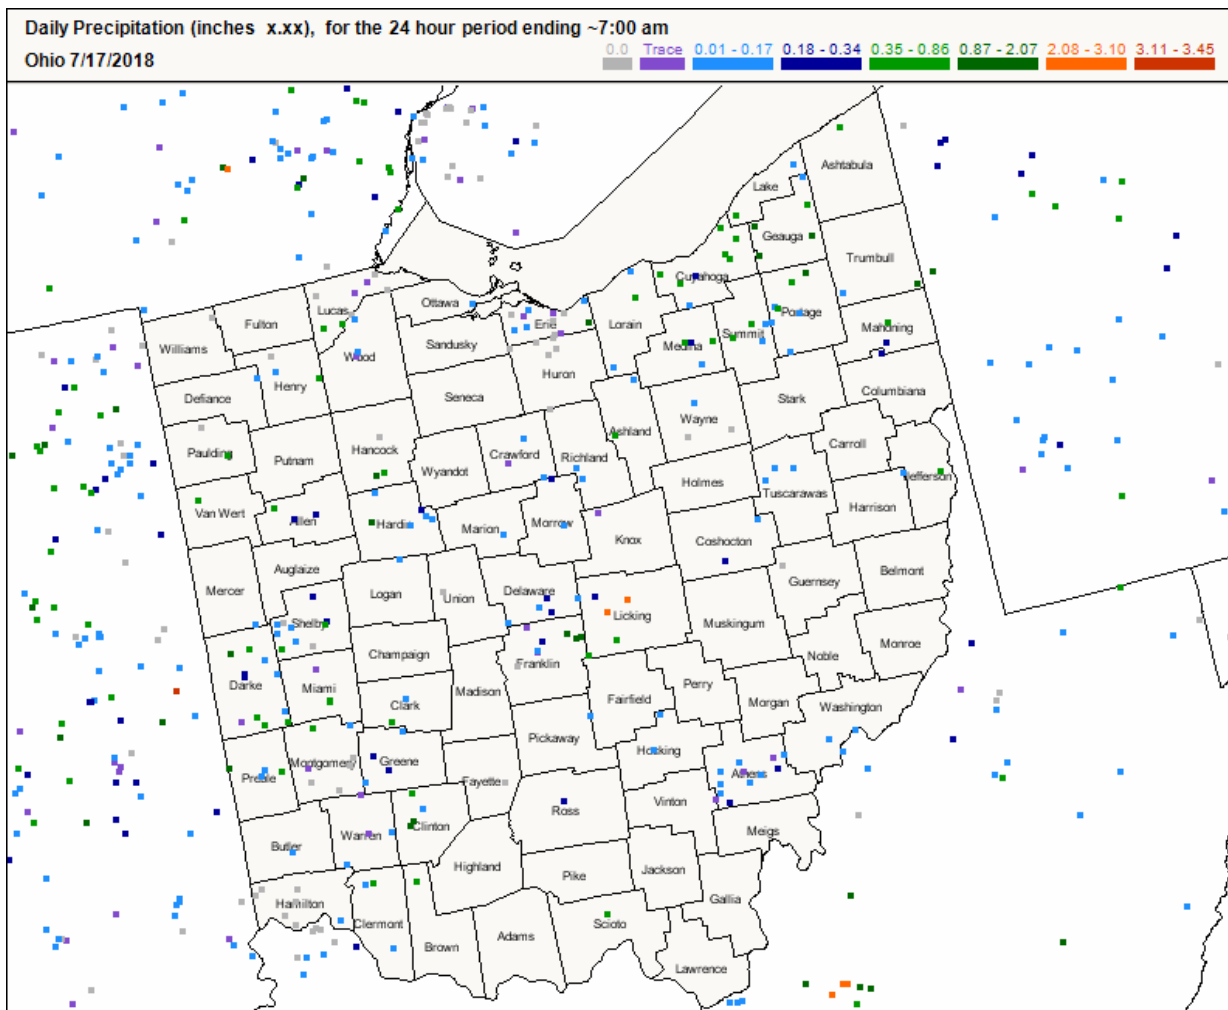 Daily Precipitation (inches x.xx), for the 24 hour period ending ~7:00 am
Ohio 7/17/2018
0.0 Trace 0.01 - 0.17 0.18 - 0.34 0.35 - 0.86 0.87 - 2.07 2.08 - 3.10 3.11 - 3.45
Ashtabula
Lake
Geauga
Trumbull
Cuyahoga
Ottawa
Lucas
Fulton
Erie
Lorain
Portage
Summit
Mahoning
Williams
Wood
Sandusky
Medina
Huron
Henry
Defiance
Seneca
Stark
Columbiana
Wayne
Ashland
Carroll
Paulding
Putnam
Hancock
Crawford
Richland
Wyandot
Holmes
Jefferson
Tuscarawas
Harrison
Van Wert
Allen
Hardin
Marion
Morrow
Knox
Coshocton
Auglaize
Belmont
Guernsey
Mercer
Logan
Union
Delaware
Licking
Muskingum
Shelby
Monroe
Noble
Champaign
Franklin
Darke
Miami
Madison
Perry
Fairfield
Morgan
Washington
Clark
Pickaway
Hocking
Montgomery
Greene
Preble
Fayette
Athens
Vinton
Ross
Clinton
Warren
Meigs
Butler
Highland
Pike
Jackson
Gallia
Hamilton
Clermont
Scioto
Adams
Brown
Lawrence